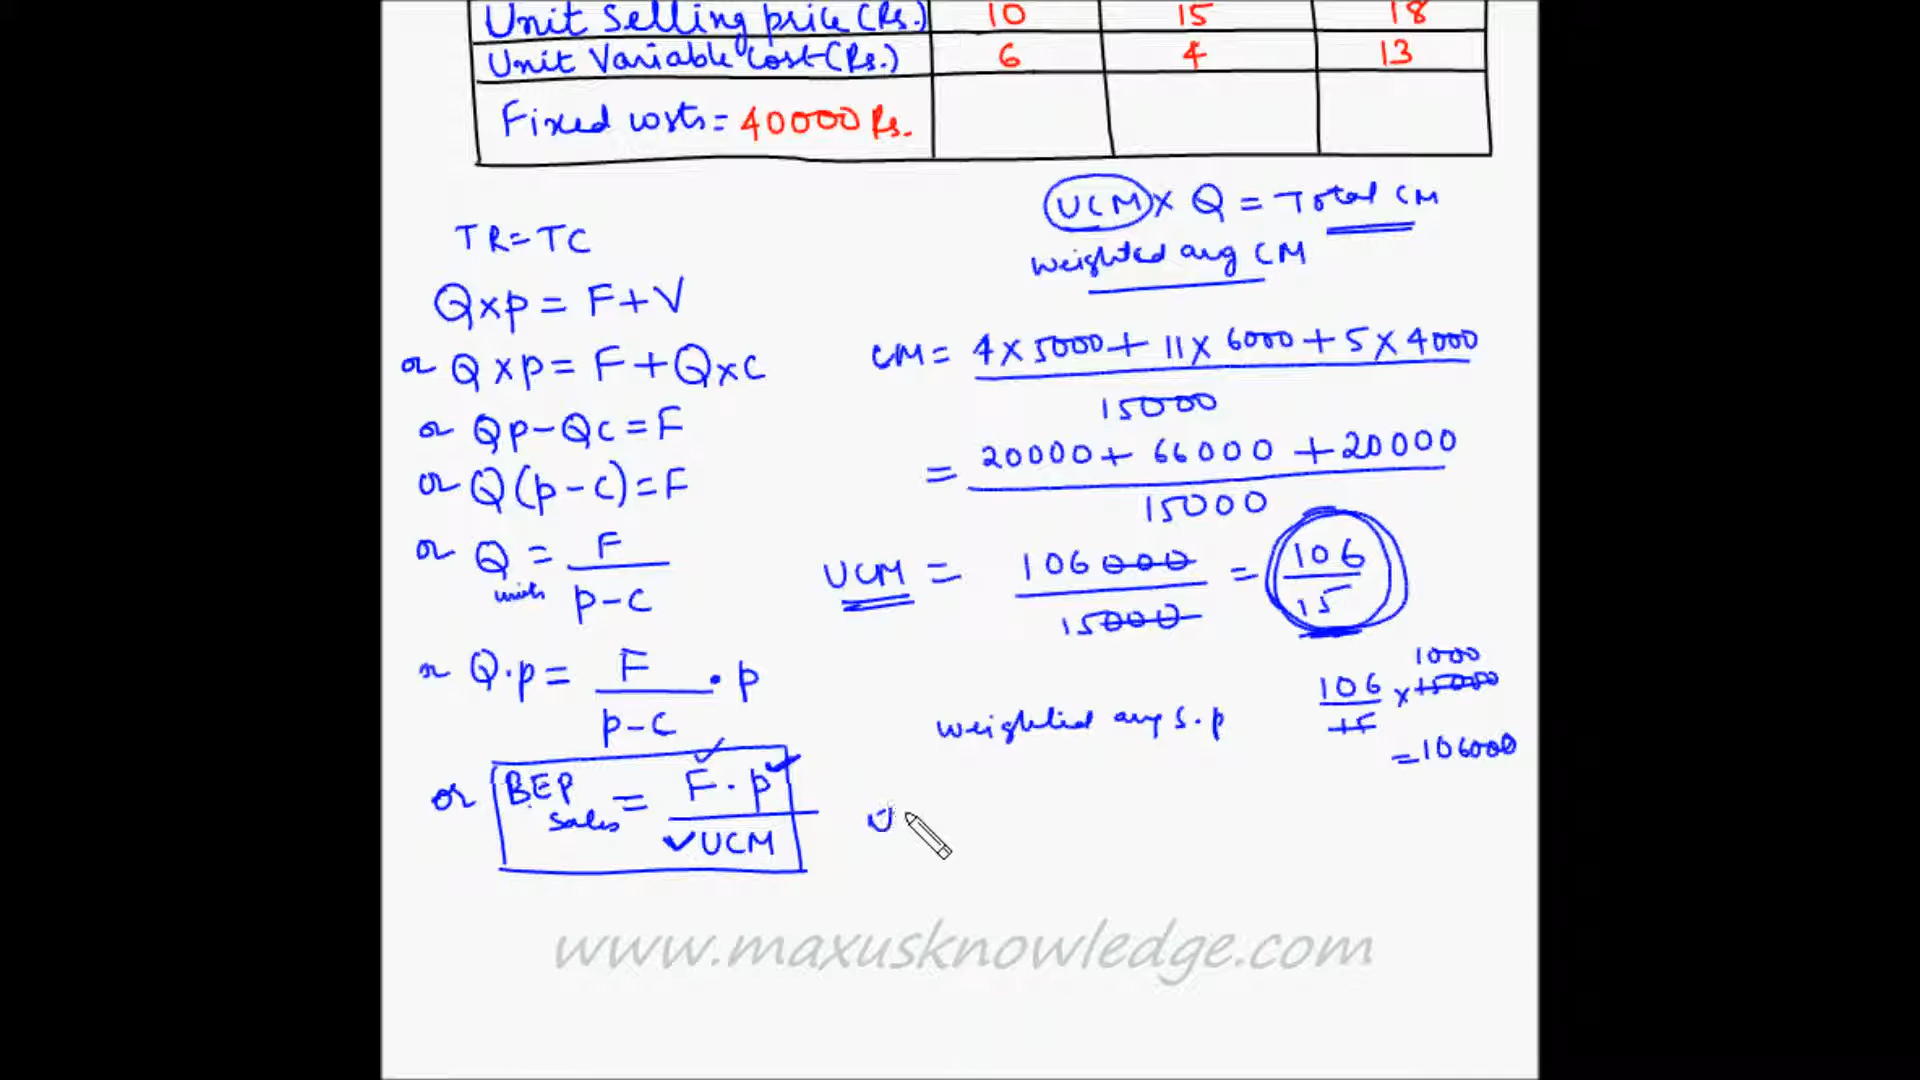 Unit Selling price (Rs.) 10 15 18
Unit Variable Cost (Rs.) 6 4 13
Fixed costs = 40000 Rs.
TR = TC
Q×p = F+V
or Q×p = F+Q×C
or Qp-QC = F
or Q(p-c) = F
or Q = F
units p-c
or Q.p = F . p
p-c
or BEP = F.p
Sales UCM
UCM × Q = Total CM
weighted avg CM
CM = 4×5000 + 11×6000 + 5×4000
15000
= 20000 + 66000 + 20000
15000
UCM = 106000 = 106
15000 15
weighted avg S.p
1000
106 × 15000
15
= 106000
www.maxusknowledge.com